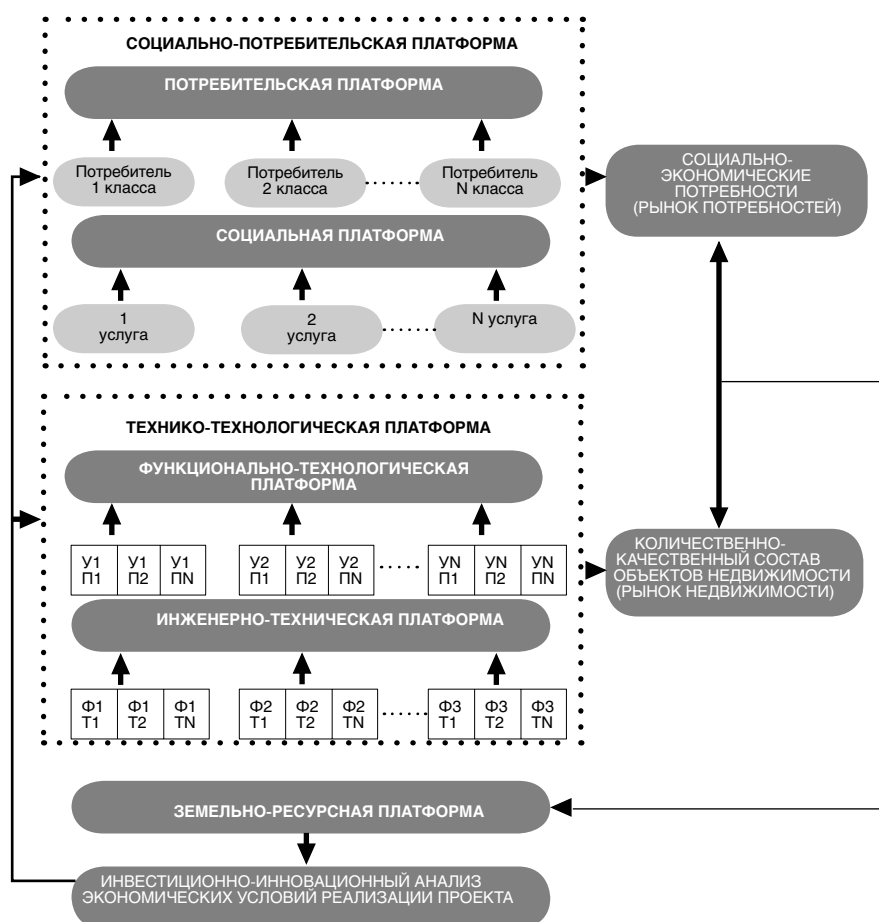 СОЦИАЛЬНО-ПОТРЕБИТЕЛЬСКАЯ ПЛАТФОРМА
ПОТРЕБИТЕЛЬСКАЯ ПЛАТФОРМА
Потребитель
1 класса
Потребитель
2 класса
Потребитель
N класса
СОЦИАЛЬНАЯ ПЛАТФОРМА
1
услуга
2
услуга
N услуга
СОЦИАЛЬНО-
ЭКОНОМИЧЕСКИЕ
ПОТРЕБНОСТИ
(РЫНОК ПОТРЕБНОСТЕЙ)
ТЕХНИКО-ТЕХНОЛОГИЧЕСКАЯ ПЛАТФОРМА
ФУНКЦИОНАЛЬНО-ТЕХНОЛОГИЧЕСКАЯ
ПЛАТФОРМА
У1 У1 У1 У2 У2 У2 УN УN УN
П1 П2 ПN П1 П2 ПN П1 П2 ПN
ИНЖЕНЕРНО-ТЕХНИЧЕСКАЯ ПЛАТФОРМА
Ф1 Ф1 Ф1 Ф2 Ф2 Ф2 Ф3 Ф3 Ф3
Т1 Т2 ТN Т1 Т2 ТN Т1 Т2 ТN
КОЛИЧЕСТВЕННО-
КАЧЕСТВЕННЫЙ СОСТАВ
ОБЪЕКТОВ НЕДВИЖИМОСТИ
(РЫНОК НЕДВИЖИМОСТИ)
ЗЕМЕЛЬНО-РЕСУРСНАЯ ПЛАТФОРМА
ИНВЕСТИЦИОННО-ИННОВАЦИОННЫЙ АНАЛИЗ
ЭКОНОМИЧЕСКИХ УСЛОВИЙ РЕАЛИЗАЦИИ ПРОЕКТА